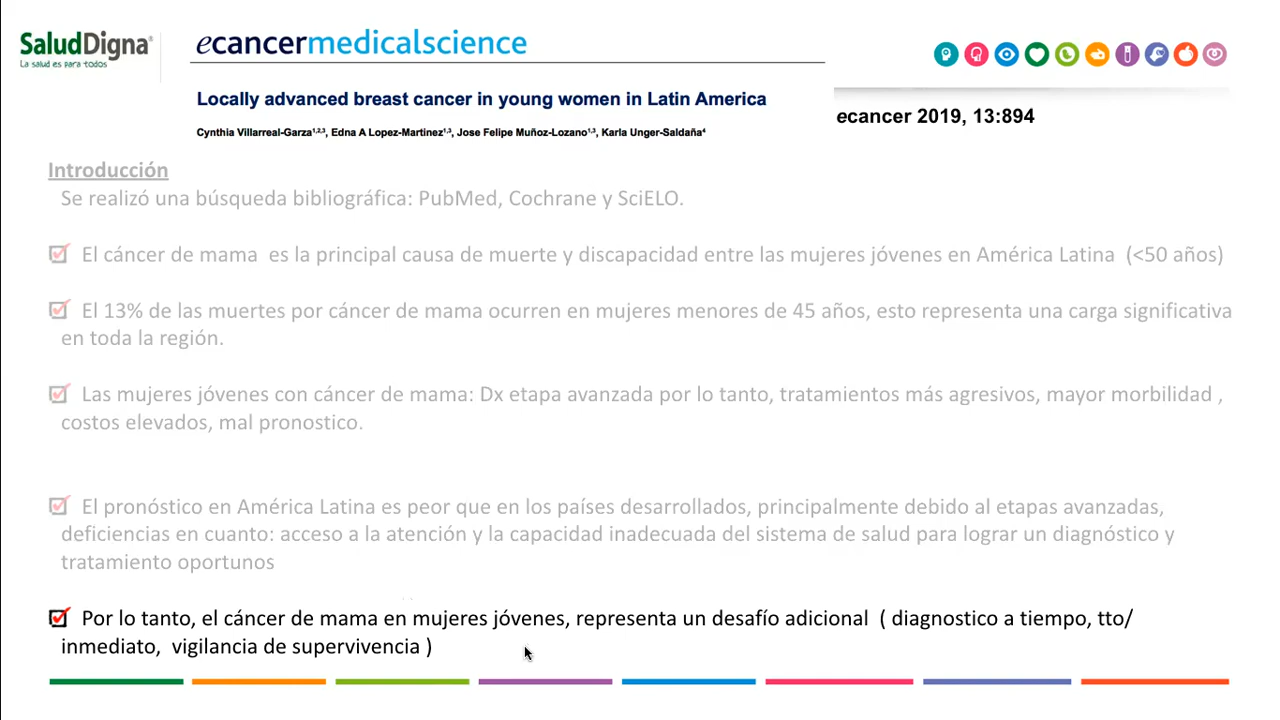 SaludDigna®
La salud es para todos
ecancermedicalscience
Locally advanced breast cancer in young women in Latin America
Cynthia Villarreal-Garza¹,²,³, Edna A Lopez-Martinez¹,³, Jose Felipe Muñoz-Lozano¹,³, Karla Unger-Saldaña⁴
ecancer 2019, 13:894
Introducción
Se realizó una búsqueda bibliográfica: PubMed, Cochrane y SciELO.
El cáncer de mama es la principal causa de muerte y discapacidad entre las mujeres jóvenes en América Latina (<50 años)
El 13% de las muertes por cáncer de mama ocurren en mujeres menores de 45 años, esto representa una carga significativa
en toda la región.
Las mujeres jóvenes con cáncer de mama: Dx etapa avanzada por lo tanto, tratamientos más agresivos, mayor morbilidad ,
costos elevados, mal pronostico.
El pronóstico en América Latina es peor que en los países desarrollados, principalmente debido al etapas avanzadas,
deficiencias en cuanto: acceso a la atención y la capacidad inadecuada del sistema de salud para lograr un diagnóstico y
tratamiento oportunos
Por lo tanto, el cáncer de mama en mujeres jóvenes, representa un desafío adicional ( diagnostico a tiempo, tto/
inmediato, vigilancia de supervivencia )